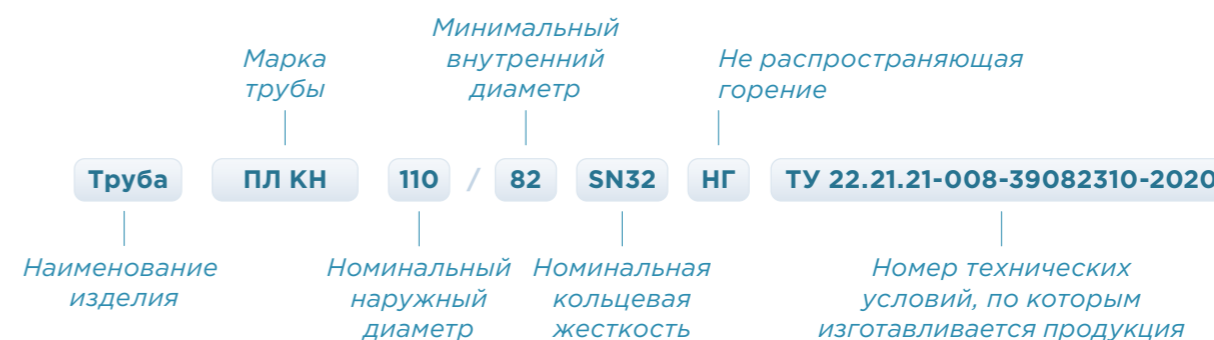 Минимальный
внутренний
диаметр
Марка
трубы
Не распространяющая
горение
Труба ПЛ КН 110 / 82 SN32 НГ ТУ 22.21.21-008-39082310-2020
Наименование
изделия
Номинальный
наружный
диаметр
Номинальная
кольцевая
жесткость
Номер технических
условий, по которым
изготавливается продукция